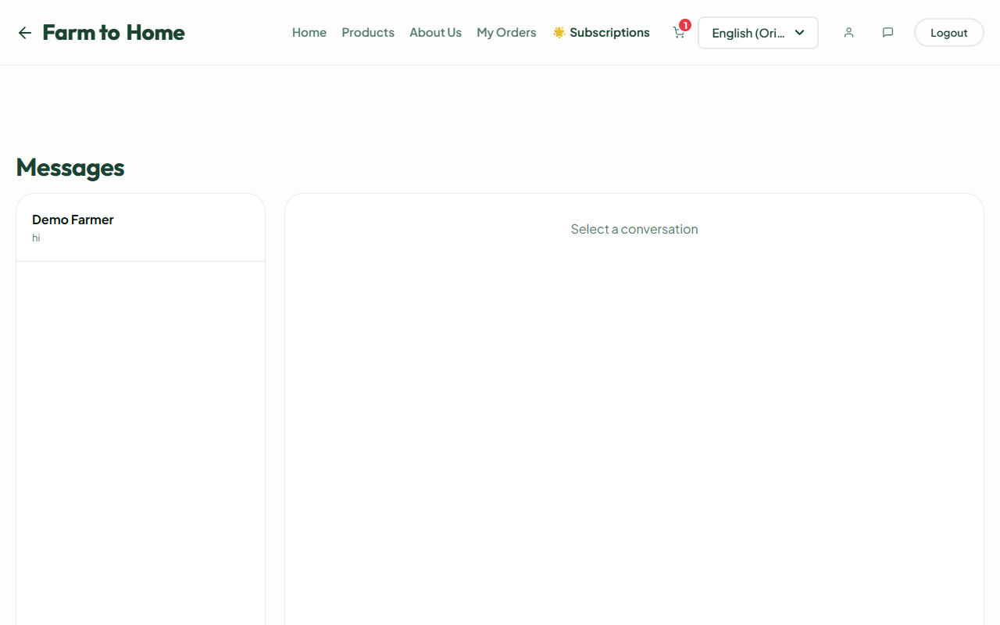 Farm to Home
Home Products About Us My Orders Subscriptions 1 English (Ori... Logout
Messages
Demo Farmer
hi
Select a conversation